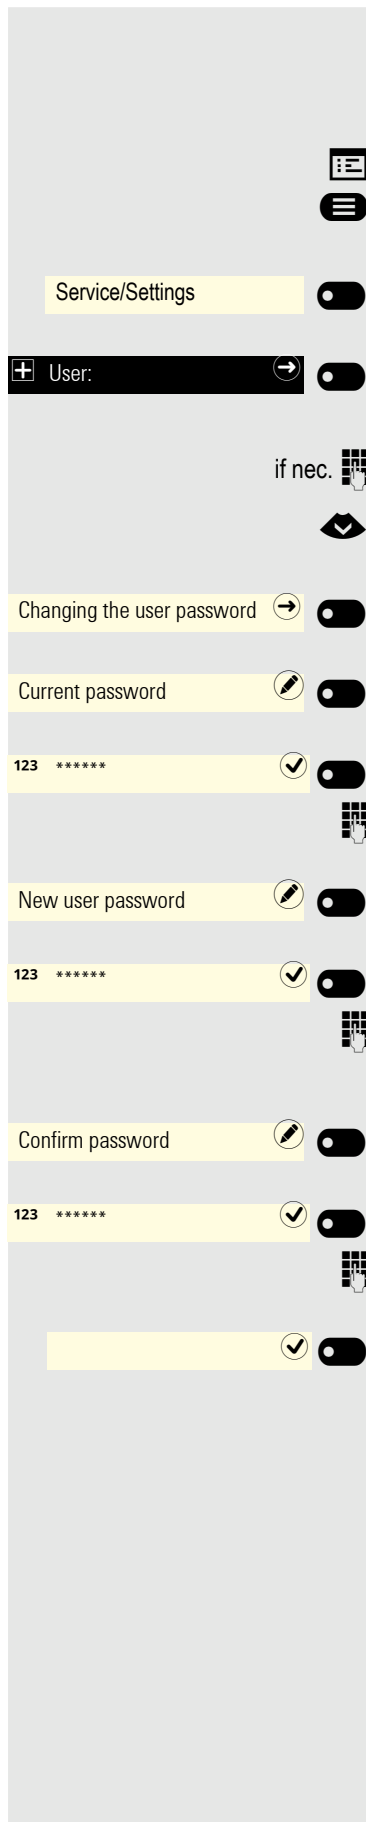 Service/Settings
User:
if nec.
Changing the user password
Current password
123 ******
New user password
123 ******
Confirm password
123 ******